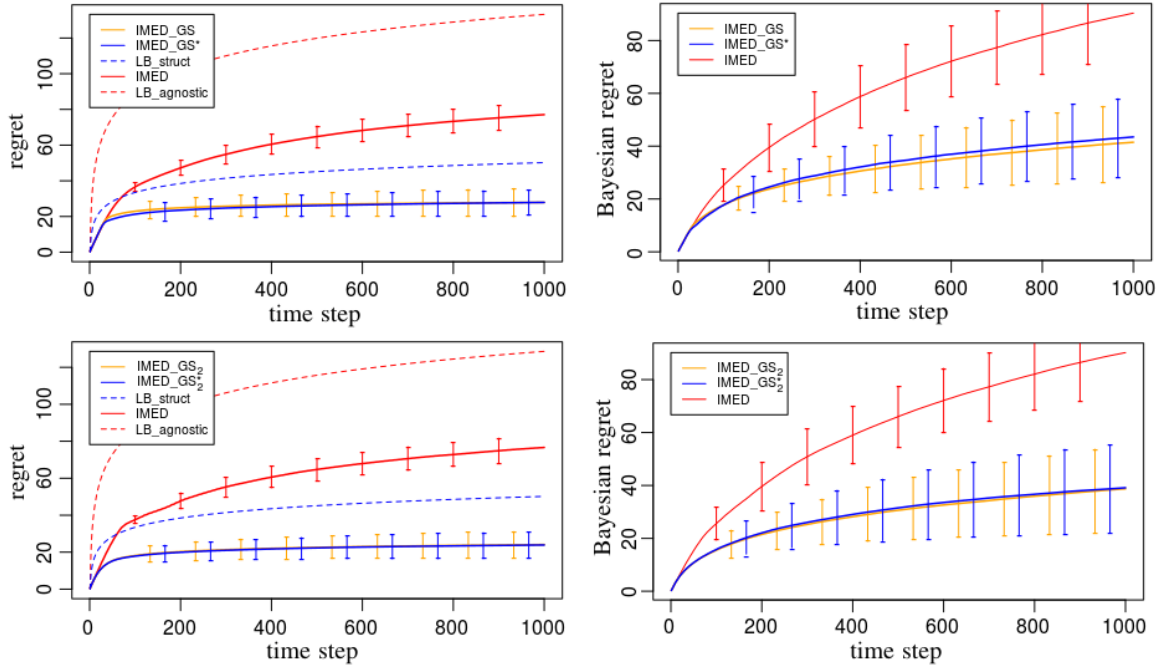 IMED_GS
IMED_GS*
LB_struct
IMED
LB_agnostic
regret
0 20 60 100
0 200 400 600 800 1000
time step
IMED_GS
IMED_GS*
IMED
Bayesian regret
0 20 40 60 80
0 200 400 600 800 1000
time step
IMED_GS₂
IMED_GS₂*
LB_struct
IMED
LB_agnostic
regret
0 20 60 100
0 200 400 600 800 1000
time step
IMED_GS₂
IMED_GS₂*
IMED
Bayesian regret
0 20 40 60 80
0 200 400 600 800 1000
time step